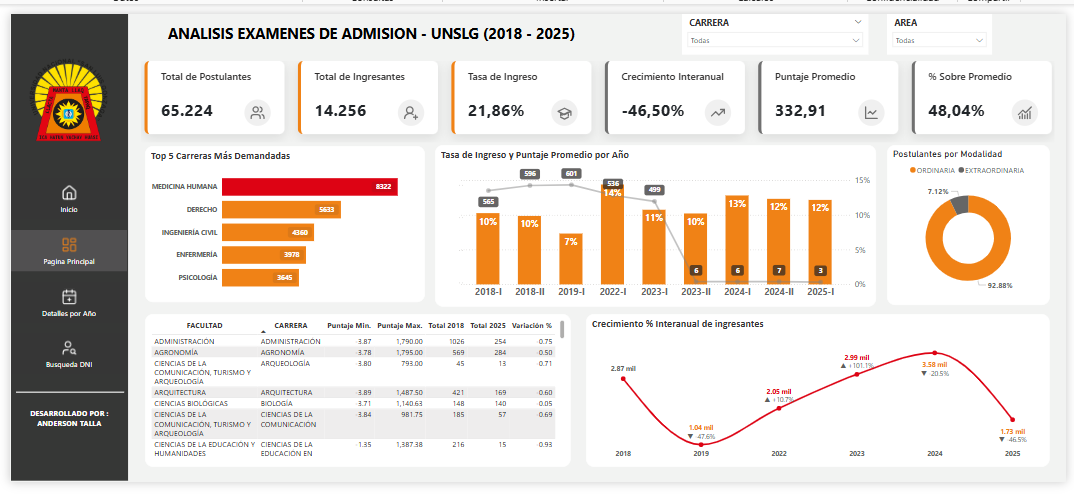 ANALISIS EXAMENES DE ADMISION - UNSLG (2018 - 2025)
CARRERA
Todas
AREA
Todas
Total de Postulantes
65.224
Total de Ingresantes
14.256
Tasa de Ingreso
21,86%
Crecimiento Interanual
-46,50%
Puntaje Promedio
332,91
% Sobre Promedio
48,04%
Inicio
Pagina Principal
Detalles por Año
Busqueda DNI
DESARROLLADO POR :
ANDERSON TALLA
Top 5 Carreras Más Demandadas
MEDICINA HUMANA 8322
DERECHO 5633
INGENIERÍA CIVIL 4360
ENFERMERÍA 3978
PSICOLOGÍA 3645
Tasa de Ingreso y Puntaje Promedio por Año
565 596 601 536 499 6 6 7 3
10% 10% 7% 14% 11% 10% 13% 12% 12%
15%
10%
5%
0%
2018-I 2018-II 2019-I 2022-I 2023-I 2023-II 2024-I 2024-II 2025-I
Postulantes por Modalidad
ORDINARIA EXTRAORDINARIA
7.12%
92.88%
FACULTAD CARRERA Puntaje Min. Puntaje Max. Total 2018 Total 2025 Variación %
ADMINISTRACIÓN ADMINISTRACIÓN -3.87 1,790.00 1026 254 -0.75
AGRONOMÍA AGRONOMÍA -3.78 1,795.00 569 284 -0.50
CIENCIAS DE LA ARQUEOLOGÍA -3.80 793.00 45 13 -0.71
COMUNICACION, TURISMO Y
ARQUEOLOGÍA
ARQUITECTURA ARQUITECTURA -3.89 1,487.50 421 169 -0.60
CIENCIAS BIOLÓGICAS BIOLOGÍA -3.71 1,140.63 148 140 -0.05
CIENCIAS DE LA CIENCIAS DE LA -3.84 981.75 185 57 -0.69
COMUNICACION, TURISMO Y COMUNICACIÓN
ARQUEOLOGÍA
CIENCIAS DE LA EDUCACIÓN Y CIENCIAS DE LA -1.35 1,387.38 216 15 -0.93
HUMANIDADES EDUCACIÓN EN
Crecimiento % Interanual de ingresantes
2.87 mil
1.04 mil
▼ -47.6%
2.05 mil
▲ +10.7%
2.99 mil
▲ +101.1%
3.58 mil
▼ -20.5%
1.73 mil
▼ -46.5%
2018 2019 2022 2023 2024 2025